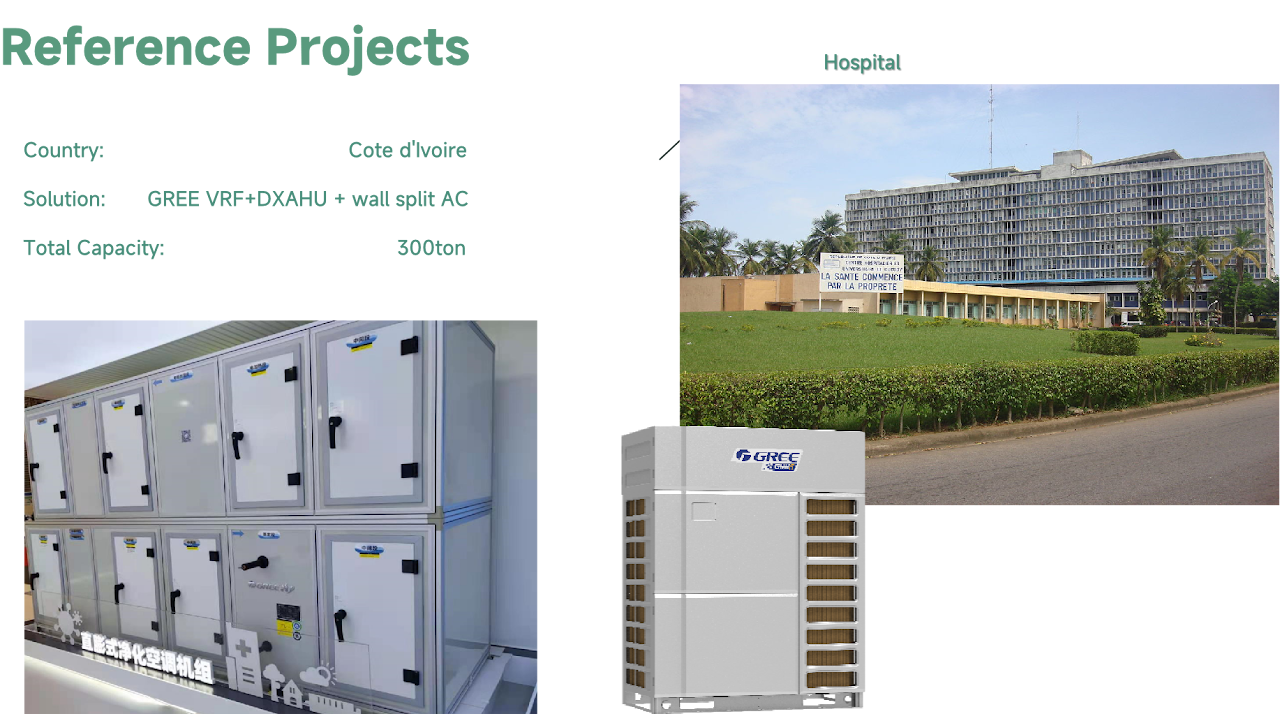 Reference Projects
Hospital
Country: Cote d'Ivoire
Solution: GREE VRF+DXAHU + wall split AC
Total Capacity: 300ton
LA SANTE COMMENCE
PAR LA PROPRETE
GREE
直膨式净化空调机组